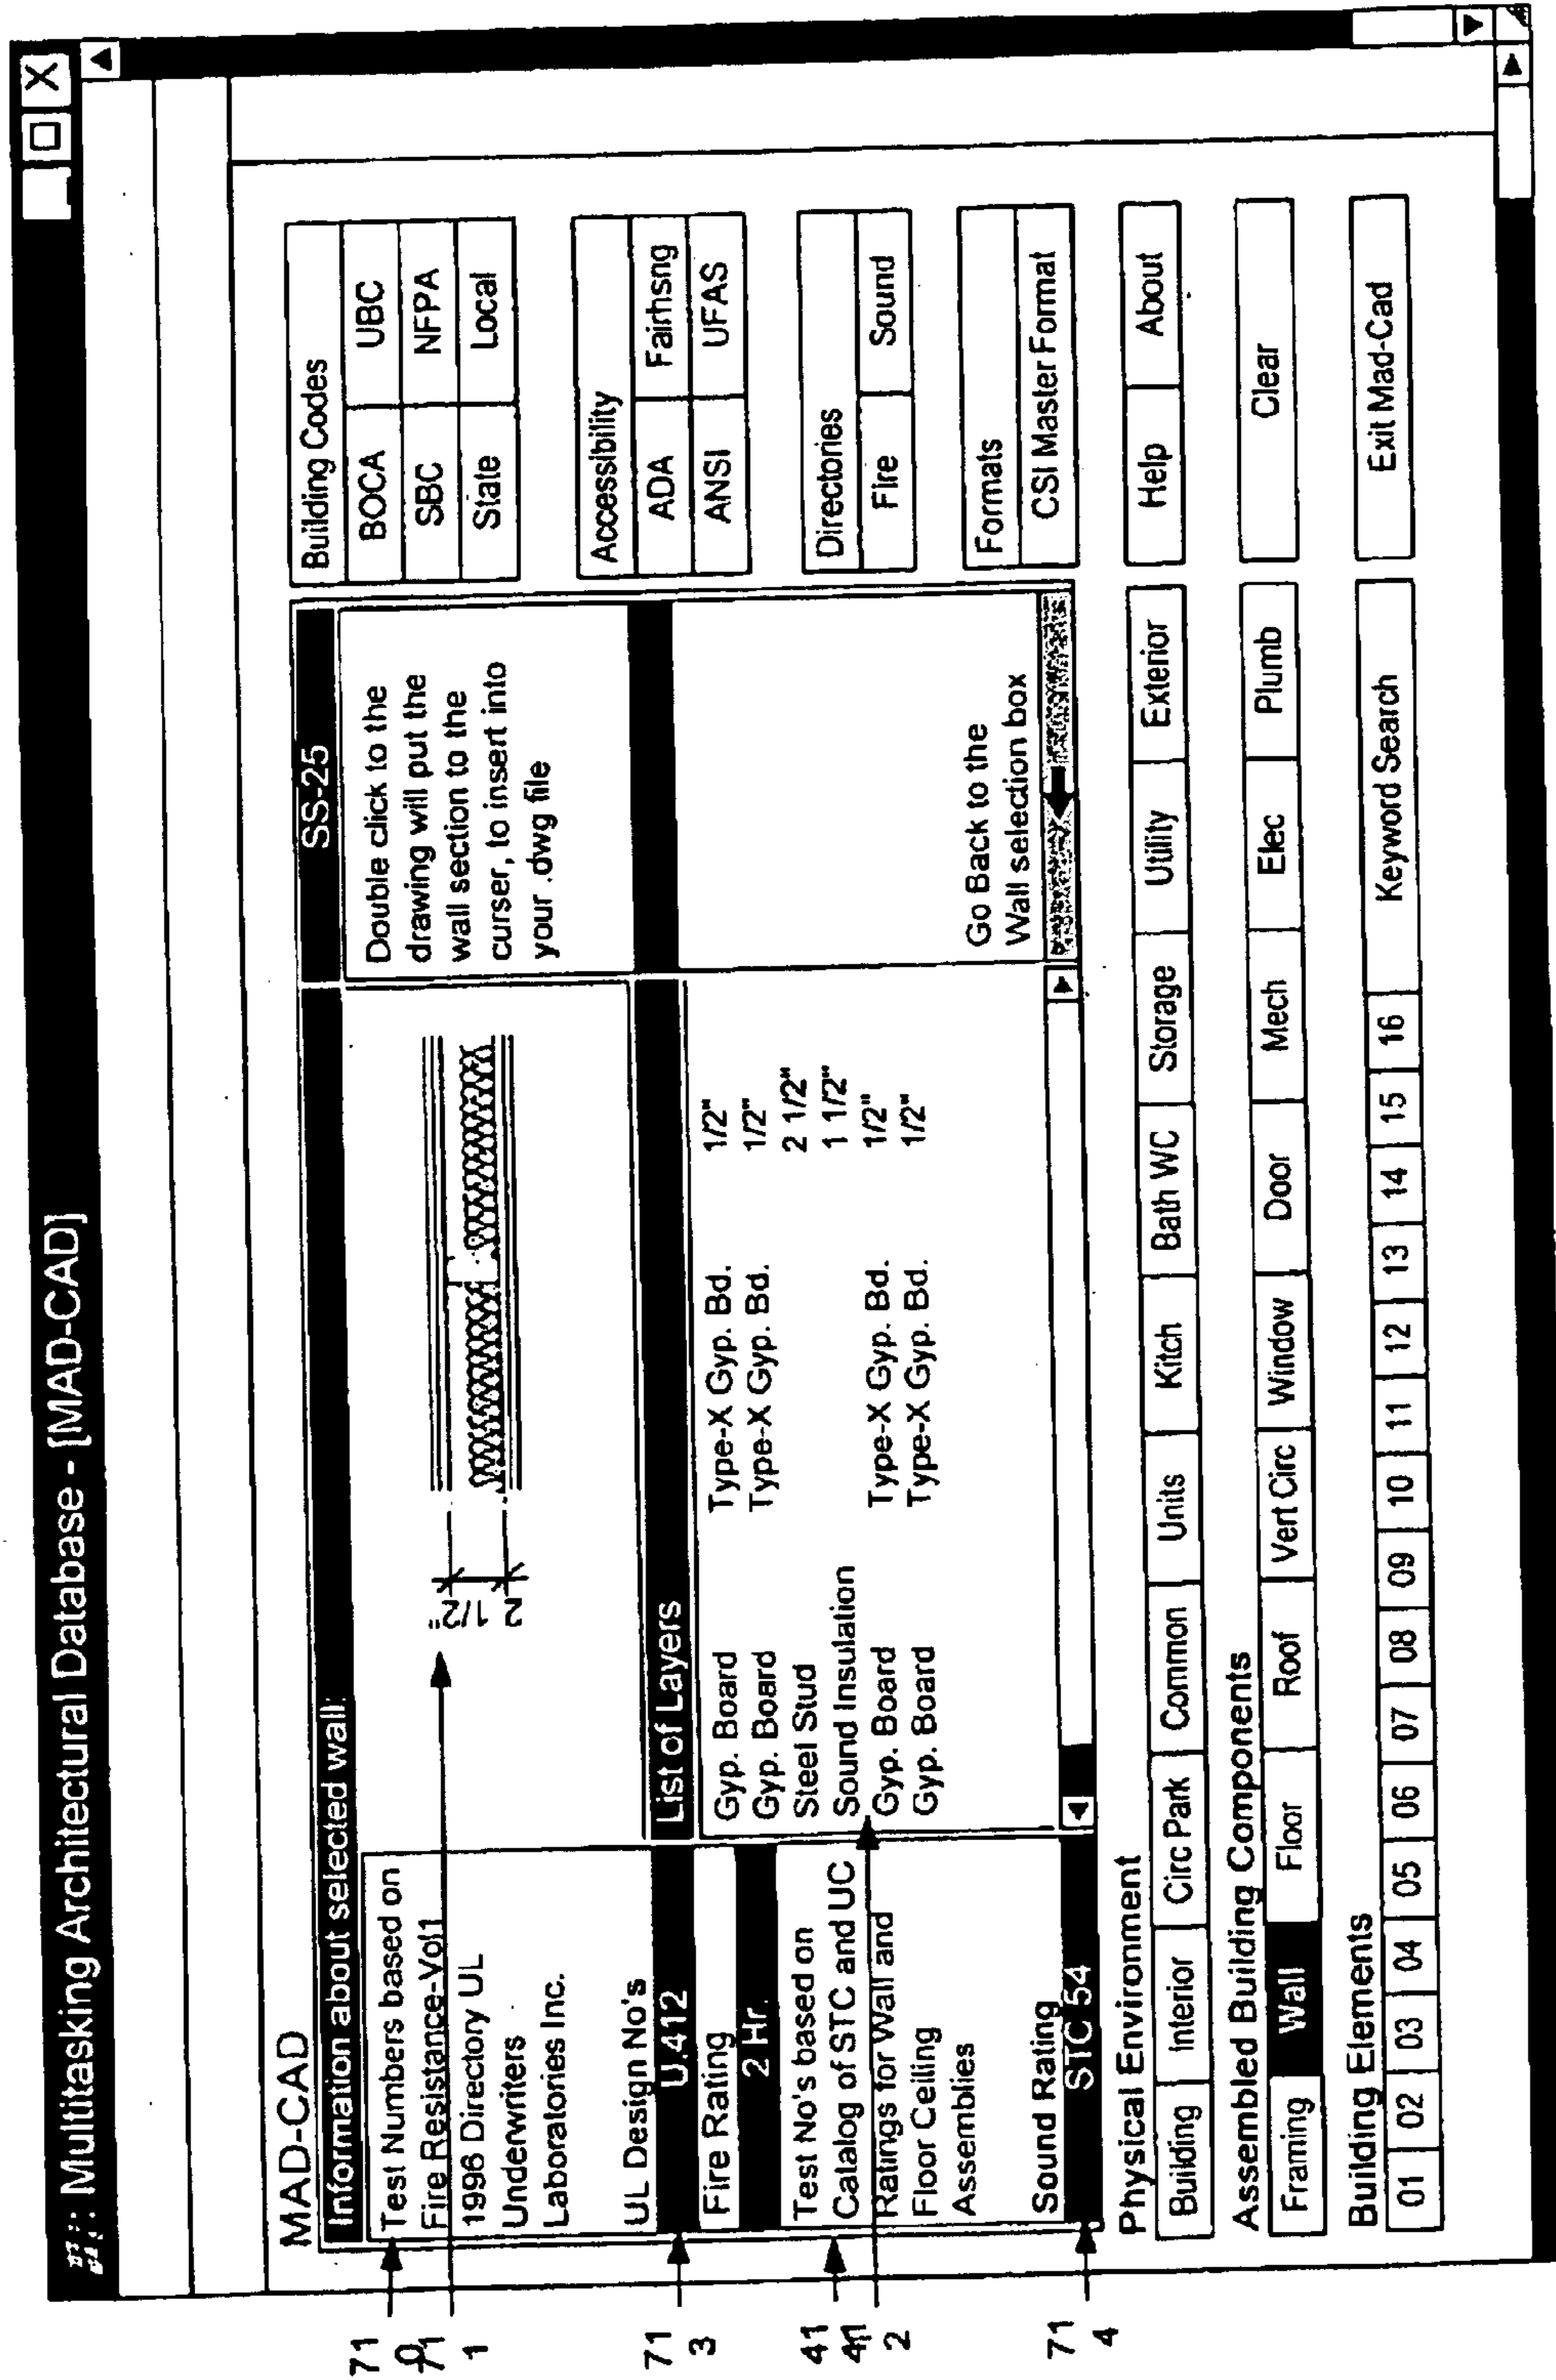 Multitasking Architectural Database - [MAD-CAD]
X
MAD-CAD
Information about selected wall:
SS-25
Test Numbers based on
Fire Resistance-Vol1
1996 Directory UL
Underwriters
Laboratories Inc.
UL Design No's
U.412
Fire Rating
2 Hr.
Test No's based on
Catalog of STC and UC
Ratings for Wall and
Floor Ceiling
Assemblies
Sound Rating
STC 54
2 1/2"
List of Layers
Gyp. Board Type-X Gyp. Bd. 1/2"
Gyp. Board Type-X Gyp. Bd. 1/2"
Steel Stud 2 1/2"
Sound Insulation 1 1/2"
Gyp. Board Type-X Gyp. Bd. 1/2"
Gyp. Board Type-X Gyp. Bd. 1/2"
Double click to the
drawing will put the
wall section to the
curser, to insert into
your .dwg file
Go Back to the
Wall selection box
Building Codes
BOCA UBC
SBC NFPA
State Local
Accessibility
ADA Fairhsng
ANSI UFAS
Directories
Fire Sound
Formats
CSI Master Format
Physical Environment
Building Interior Circ Park Common Units Kitch Bath WC Storage Utility Exterior Help About
Assembled Building Components
Framing Wall Floor Roof Vert Circ Window Door Mech Elec Plumb Clear
Building Elements
01 02 03 04 05 06 07 08 09 10 11 12 13 14 15 16 Keyword Search Exit Mad-Cad
71
1
71
3
41
2
71
4